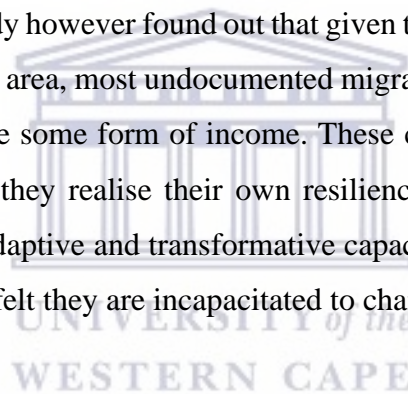 ly however found out that given t
area, most undocumented migra
e some form of income. These c
they realise their own resilienc
daptive and transformative capac
felt they are incapacitated to cha
UNIVERSITY of the
WESTERN CAPE